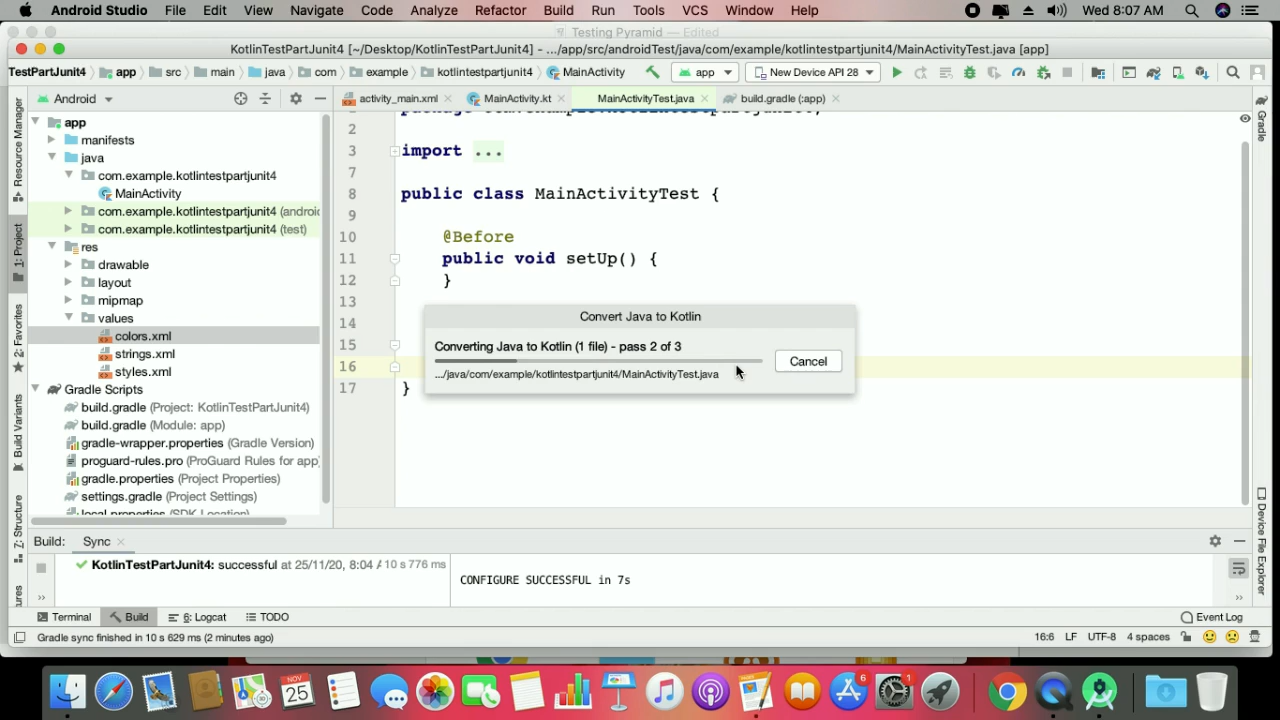 Android Studio File Edit View Navigate Code Analyze Refactor Build Run Tools VCS Window Help Wed 8:07 AM
Testing Pyramid — Edited
KotlinTestPartJunit4 [~/Desktop/KotlinTestPartJunit4] - .../app/src/androidTest/java/com/example/kotlintestpartjunit4/MainActivityTest.java [app]
TestPartJunit4 app src main java com example kotlintestpartjunit4 MainActivity app New Device API 28
Android activity_main.xml MainActivity.kt MainActivityTest.java build.gradle (:app)
Resource Manager
1: Project
2: Favorites
Build Variants
7: Structure
app
manifests
java
com.example.kotlintestpartjunit4
MainActivity
com.example.kotlintestpartjunit4
com.example.kotlintestpartjunit4 (test)
res
drawable
layout
mipmap
values
colors.xml
strings.xml
styles.xml
Gradle Scripts
build.gradle (Project: KotlinTestPartJunit4)
build.gradle (Module: app)
gradle-wrapper.properties (Gradle Version)
proguard-rules.pro (ProGuard Rules for app)
gradle.properties (Project Properties)
settings.gradle (Project Settings)
local.properties (SDK Location)
2
3 import ...
7
8 public class MainActivityTest {
9
10 @Before
11 public void setUp() {
12 }
13
14
15
16
17 }
Convert Java to Kotlin
Converting Java to Kotlin (1 file) - pass 2 of 3
Cancel
.../java/com/example/kotlintestpartjunit4/MainActivityTest.java
Gradle
Device File Explorer
Build: Sync
KotlinTestPartJunit4: successful at 25/11/20, 8:04 10 s 776 ms
CONFIGURE SUCCESSFUL in 7s
Terminal Build 6: Logcat TODO Event Log
Gradle sync finished in 10 s 629 ms (2 minutes ago) 16:6 LF UTF-8 4 spaces
NOV
25
6
1